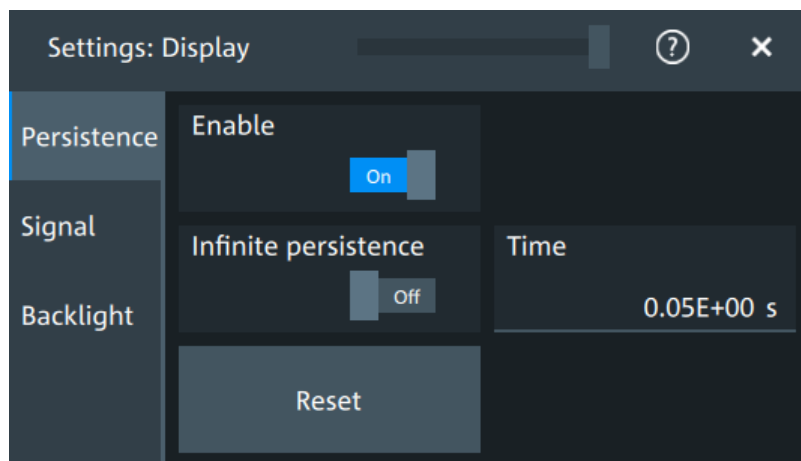 Settings: Display
?
×
Persistence
Signal
Backlight
Enable
On
Infinite persistence
Off
Time
0.05E+00 s
Reset